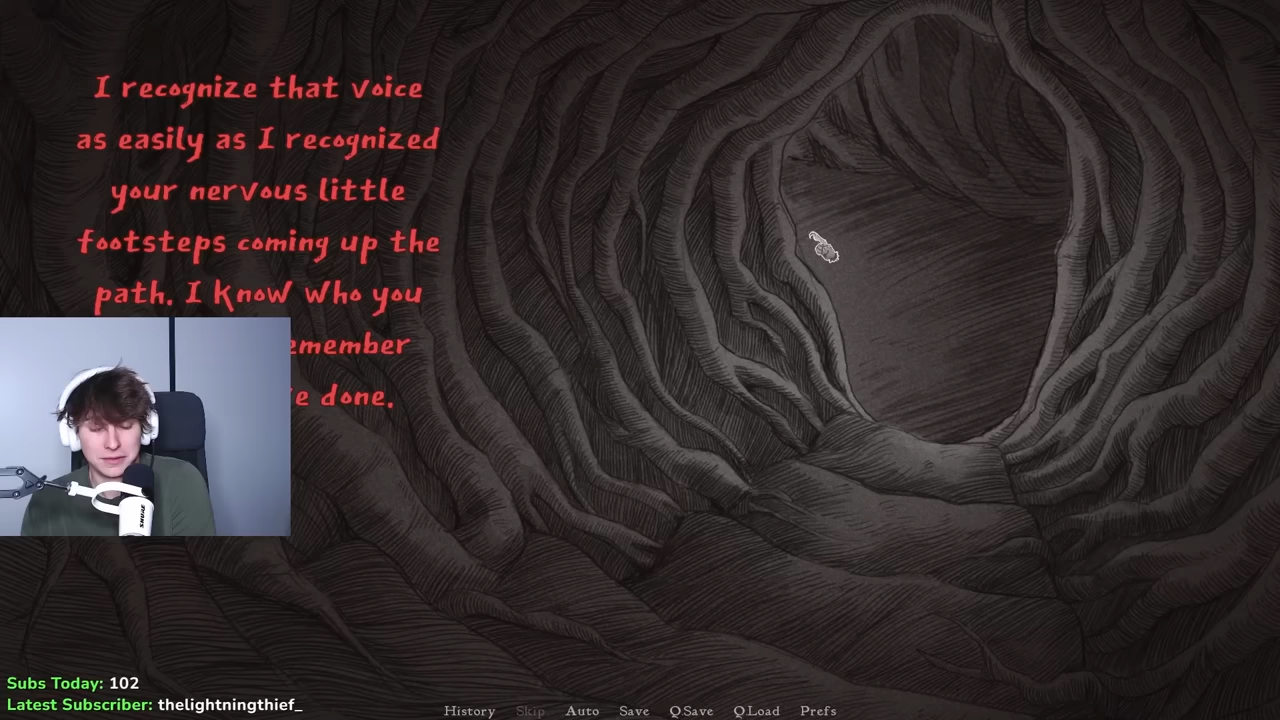 I recognize that voice
as easily as I recognized
your nervous little
footsteps coming up the
path. I know who you
done.
Subs Today: 102
Latest Subscriber: thelightningthief_
History Skip Auto Save Q.Save Q.Load Prefs